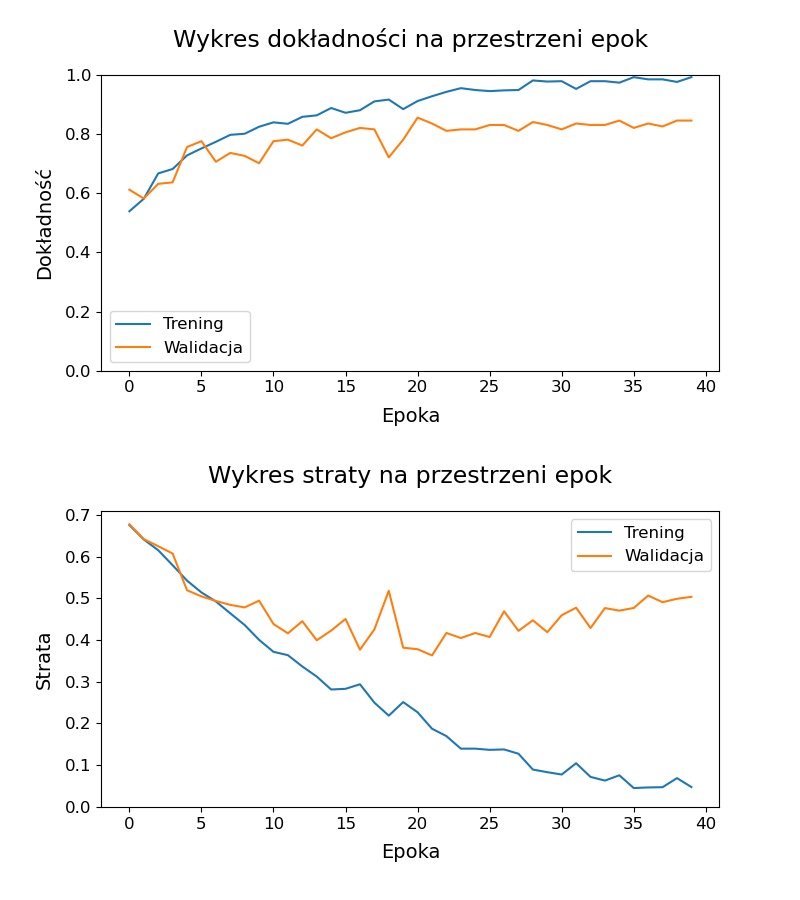 Wykres dokładności na przestrzeni epok
1.0
0.8
0.6
0.4
0.2
0.0
Dokładność
Trening
Walidacja
0 5 10 15 20 25 30 35 40
Epoka
Wykres straty na przestrzeni epok
0.7
0.6
0.5
0.4
0.3
0.2
0.1
0.0
Strata
Trening
Walidacja
0 5 10 15 20 25 30 35 40
Epoka